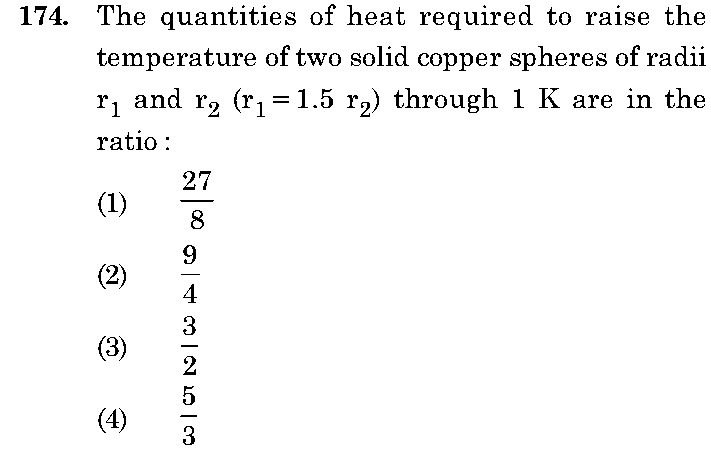 174. The quantities of heat required to raise the
temperature of two solid copper spheres of radii
r₁ and r₂ (r₁ = 1.5 r₂) through 1 K are in the
ratio :
(1) 27/8
(2) 9/4
(3) 3/2
(4) 5/3